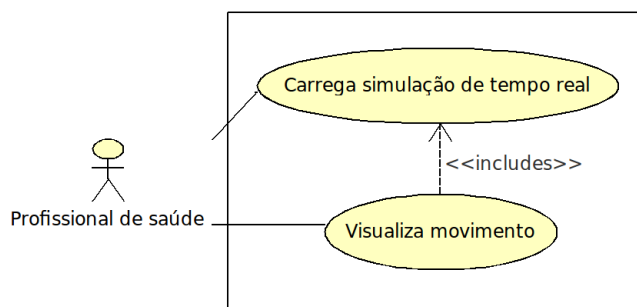 Carrega simulação de tempo real
<<includes>>
Profissional de saúde
Visualiza movimento